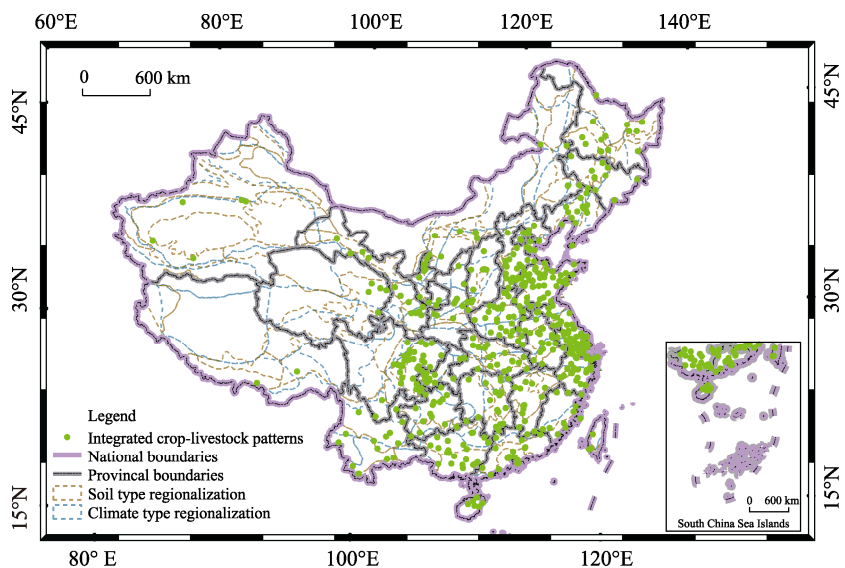 60°E 80°E 100°E 120°E 140°E
0 600 km
45°N 45°N
30°N 30°N
15°N 15°N
Legend
Integrated crop-livestock patterns
National boundaries
Provincal boundaries
Soil type regionalization
Climate type regionalization
0 600 km
South China Sea Islands
80° E 100°E 120°E